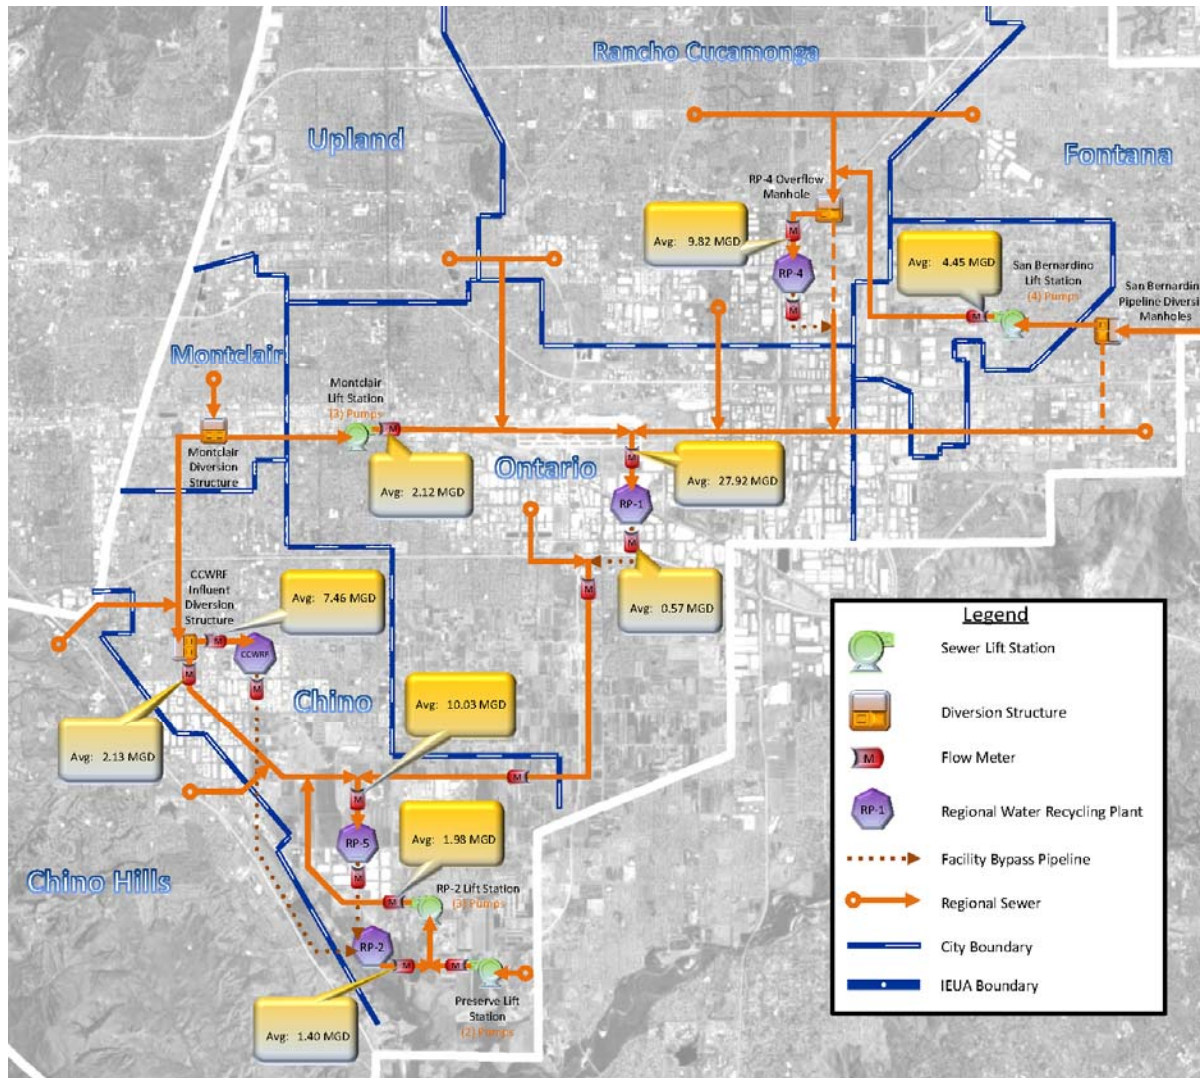 Rancho Cucamonga
Upland
Fontana
RP-4 Overflow
Manhole
M
Avg: 9.82 MGD
RP-4
M
Avg: 4.45 MGD
San Bernardino
Lift Station
(4) Pumps
M
San Bernardin
Pipeline Diversi
Manholes
Montclair
Montclair
Lift Station
(3) Pumps
M
Montclair
Diversion
Structure
Avg: 2.12 MGD
Ontario
M
Avg: 27.92 MGD
RP-1
M
Avg: 0.57 MGD
M
CCWRF
Influent
Diversion
Structure
Avg: 7.46 MGD
M
CCWRF
M
M
Avg: 2.13 MGD
Chino
Avg: 10.03 MGD
M
M
RP-5
M
Avg: 1.98 MGD
Chino Hills
M
RP-2 Lift Station
(3) Pumps
RP-2
M
M
Preserve Lift
Station
(2) Pumps
Avg: 1.40 MGD
Legend
Sewer Lift Station
Diversion Structure
M
Flow Meter
RP-1
Regional Water Recycling Plant
Facility Bypass Pipeline
Regional Sewer
City Boundary
IEUA Boundary